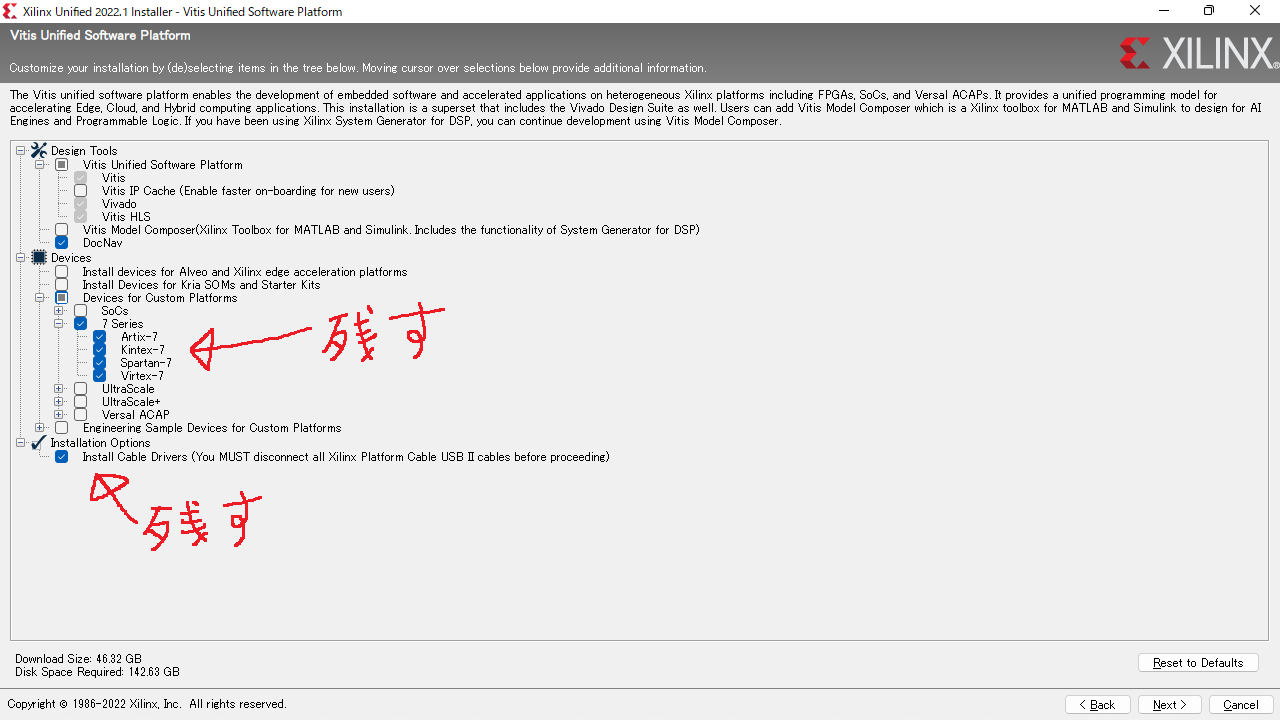 Xilinx Unified 2022.1 Installer - Vitis Unified Software Platform
Vitis Unified Software Platform
XILINX®
Customize your installation by (de)selecting items in the tree below. Moving cursor over selections below provide additional information.
The Vitis unified software platform enables the development of embedded software and accelerated applications on heterogeneous Xilinx platforms including FPGAs, SoCs, and Versal ACAPs. It provides a unified programming model for
accelerating Edge, Cloud, and Hybrid computing applications. This installation is a superset that includes the Vivado Design Suite as well. Users can add Vitis Model Composer which is a Xilinx toolbox for MATLAB and Simulink to design for AI
Engines and Programmable Logic. If you have been using Xilinx System Generator for DSP, you can continue development using Vitis Model Composer.
Design Tools
Vitis Unified Software Platform
Vitis
Vitis IP Cache (Enable faster on-boarding for new users)
Vivado
Vitis HLS
Vitis Model Composer(Xilinx Toolbox for MATLAB and Simulink. Includes the functionality of System Generator for DSP)
DocNav
Devices
Install devices for Alveo and Xilinx edge acceleration platforms
Install Devices for Kria SOMs and Starter Kits
Devices for Custom Platforms
SoCs
7 Series
Artix-7
Kintex-7
残す
Spartan-7
Virtex-7
UltraScale
UltraScale+
Versal ACAP
Engineering Sample Devices for Custom Platforms
Installation Options
Install Cable Drivers (You MUST disconnect all Xilinx Platform Cable USB II cables before proceeding)
残す
Download Size: 46.32 GB
Disk Space Required: 142.63 GB
Reset to Defaults
Copyright © 1986-2022 Xilinx, Inc. All rights reserved.
< Back
Next >
Cancel